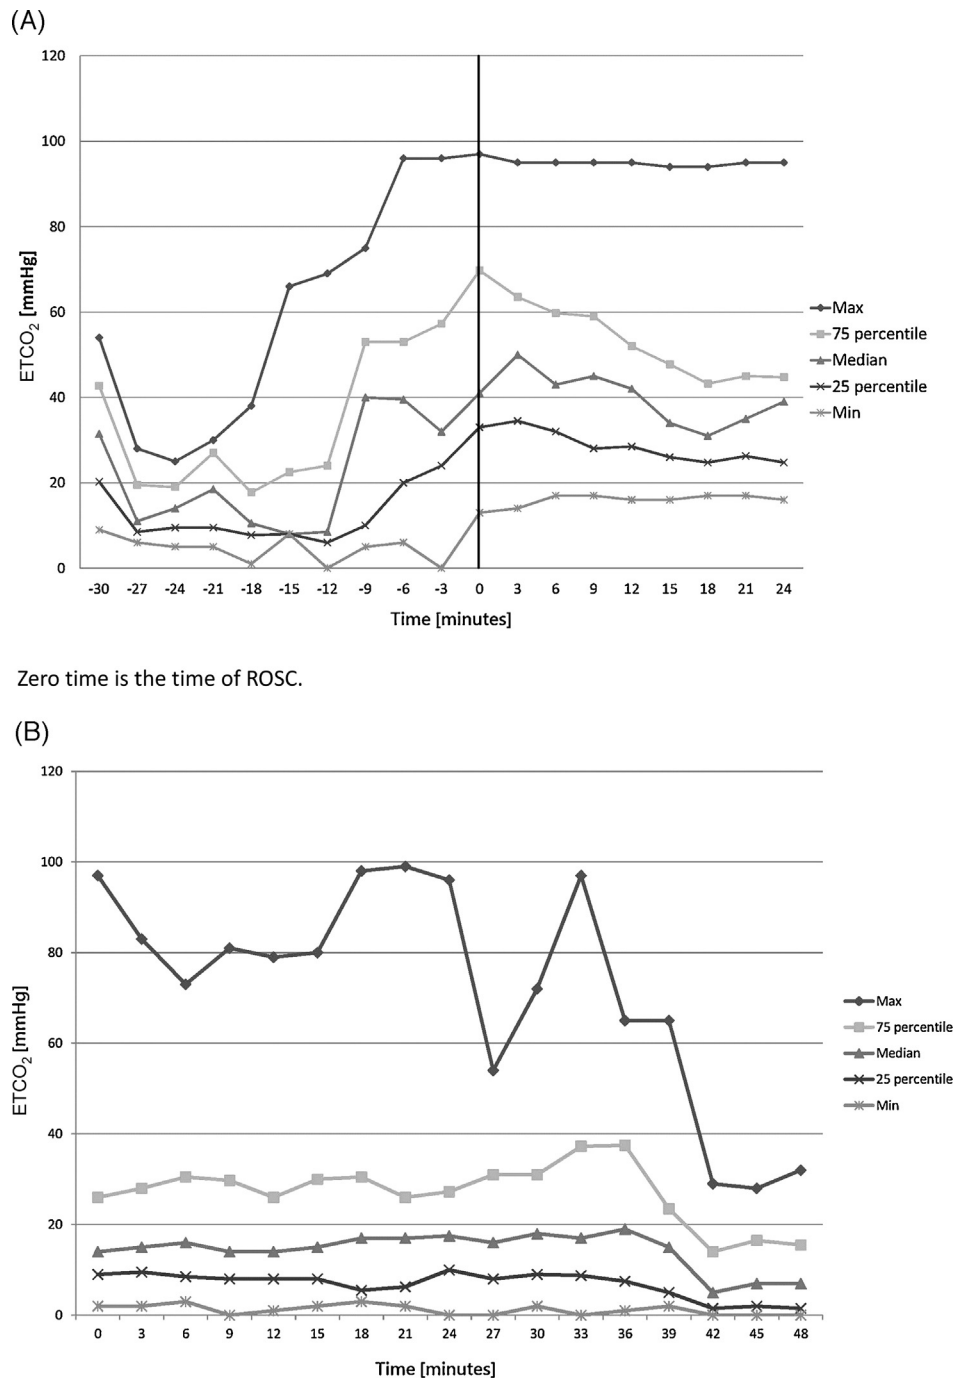 (A)
120
100
80
60
40
20
0
ETCO2 [mmHg]
-30 -27 -24 -21 -18 -15 -12 -9 -6 -3 0 3 6 9 12 15 18 21 24
Time [minutes]
Max
75 percentile
Median
25 percentile
Min
Zero time is the time of ROSC.
(B)
120
100
80
60
40
20
0
ETCO2 [mmHg]
0 3 6 9 12 15 18 21 24 27 30 33 36 39 42 45 48
Time [minutes]
Max
75 percentile
Median
25 percentile
Min